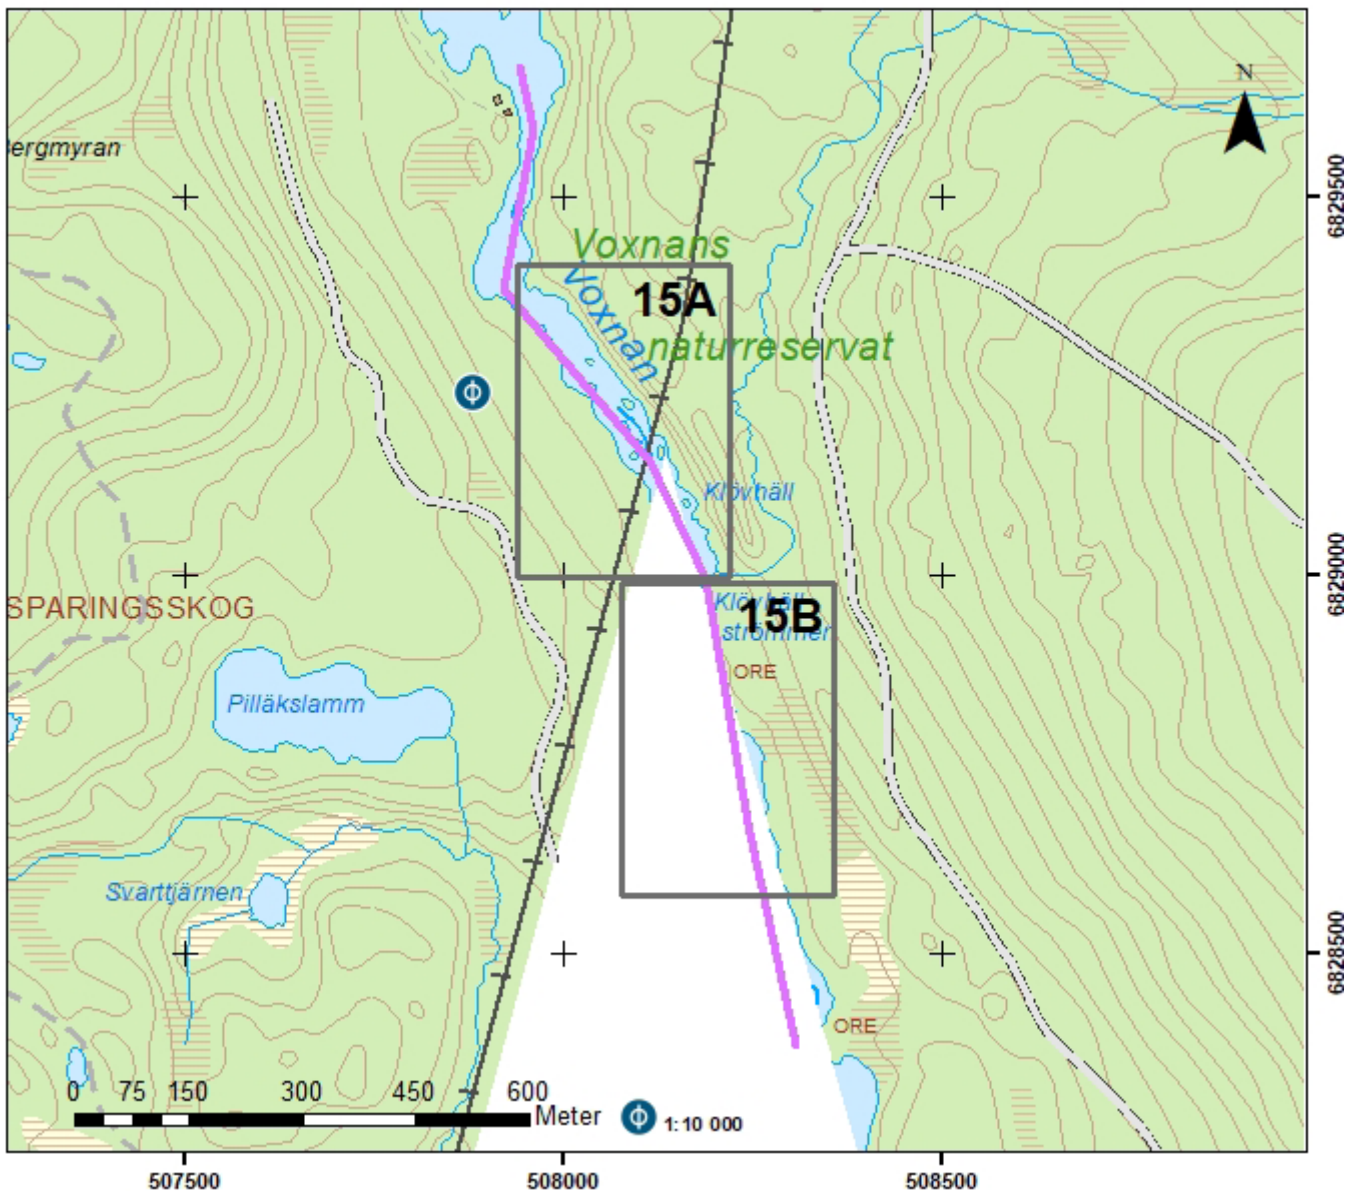 N
Bergmyran
6829500
Voxnans
Voxnan
15A
naturreservat
Klövhäll
6829000
SPARINGSSKOG
Klövhäll
strömmer
15B
ORE
Pilläkslamm
Svarttjärnen
6828500
ORE
0 75 150 300 450 600
Meter
1:10 000
507500 508000 508500